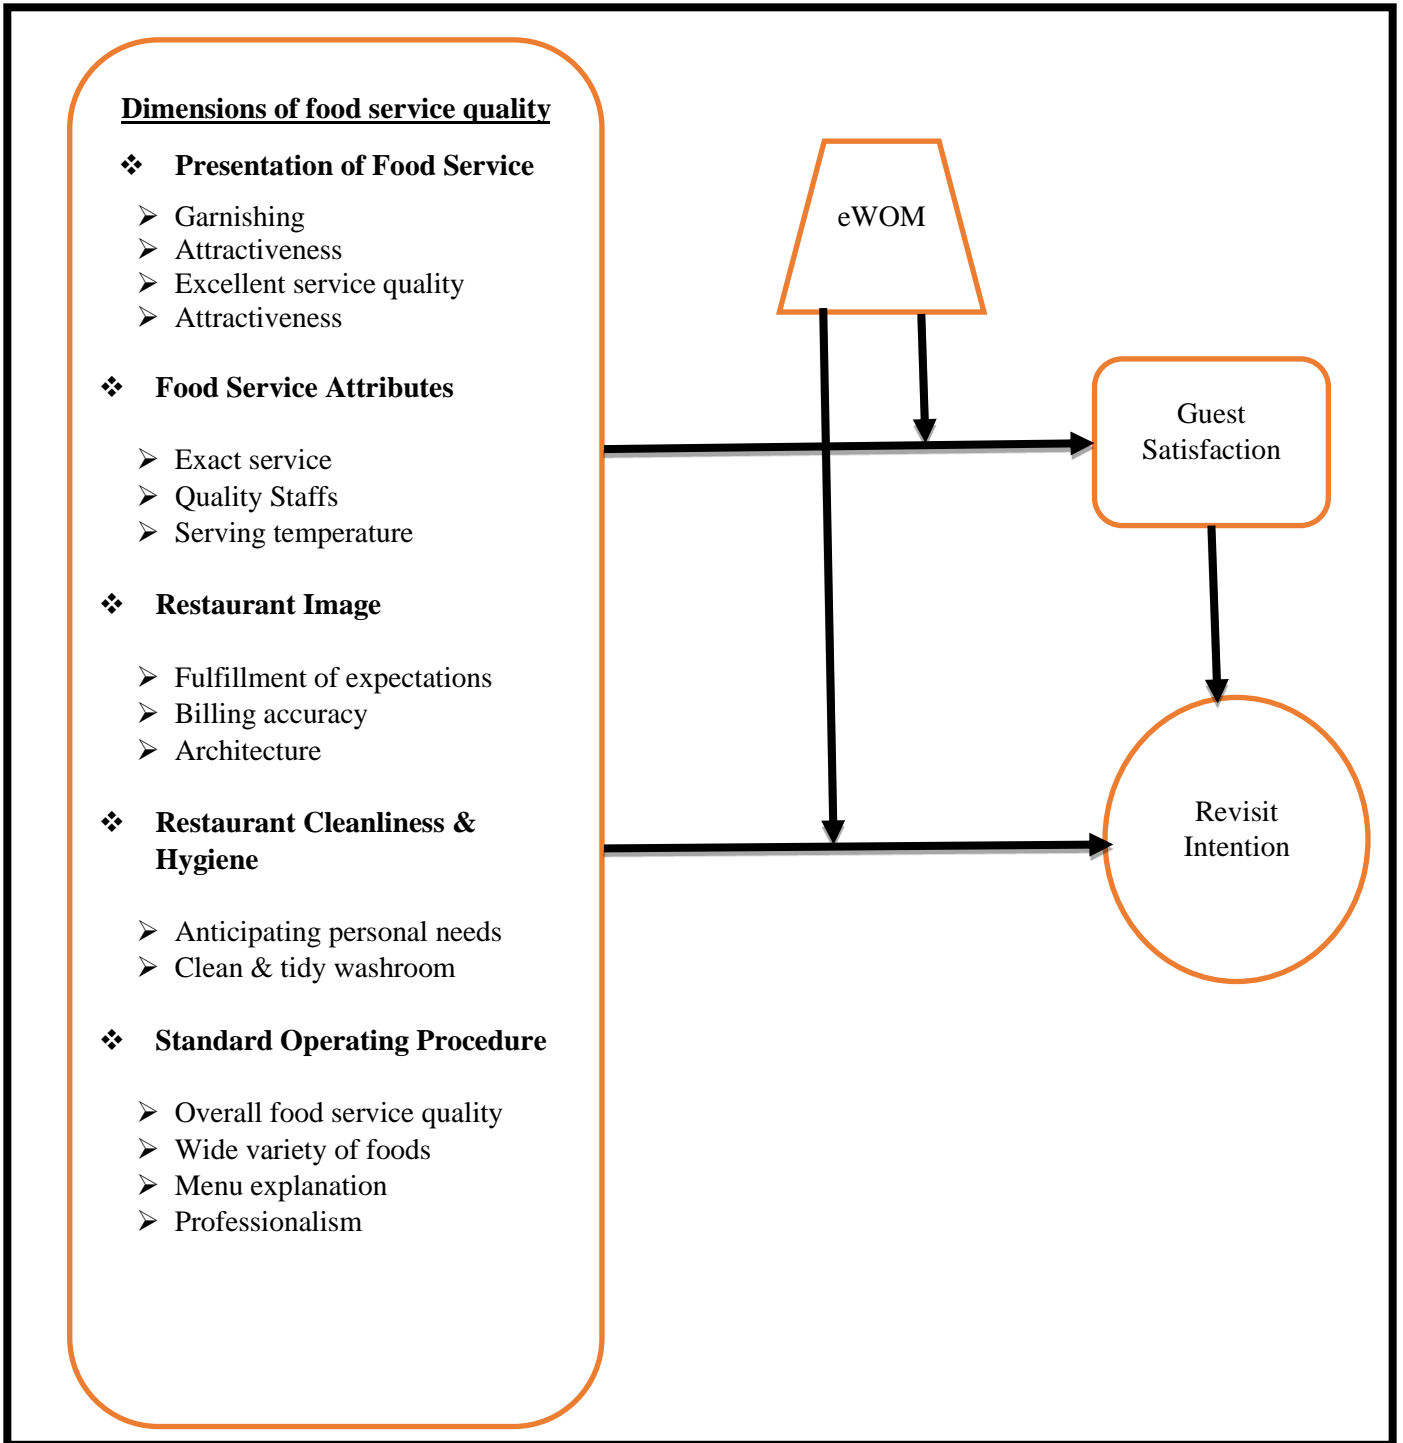 Dimensions of food service quality
❖ Presentation of Food Service
➢ Garnishing
➢ Attractiveness
➢ Excellent service quality
➢ Attractiveness
❖ Food Service Attributes
➢ Exact service
➢ Quality Staffs
➢ Serving temperature
❖ Restaurant Image
➢ Fulfillment of expectations
➢ Billing accuracy
➢ Architecture
❖ Restaurant Cleanliness &
Hygiene
➢ Anticipating personal needs
➢ Clean & tidy washroom
❖ Standard Operating Procedure
➢ Overall food service quality
➢ Wide variety of foods
➢ Menu explanation
➢ Professionalism
eWOM
Guest
Satisfaction
Revisit
Intention